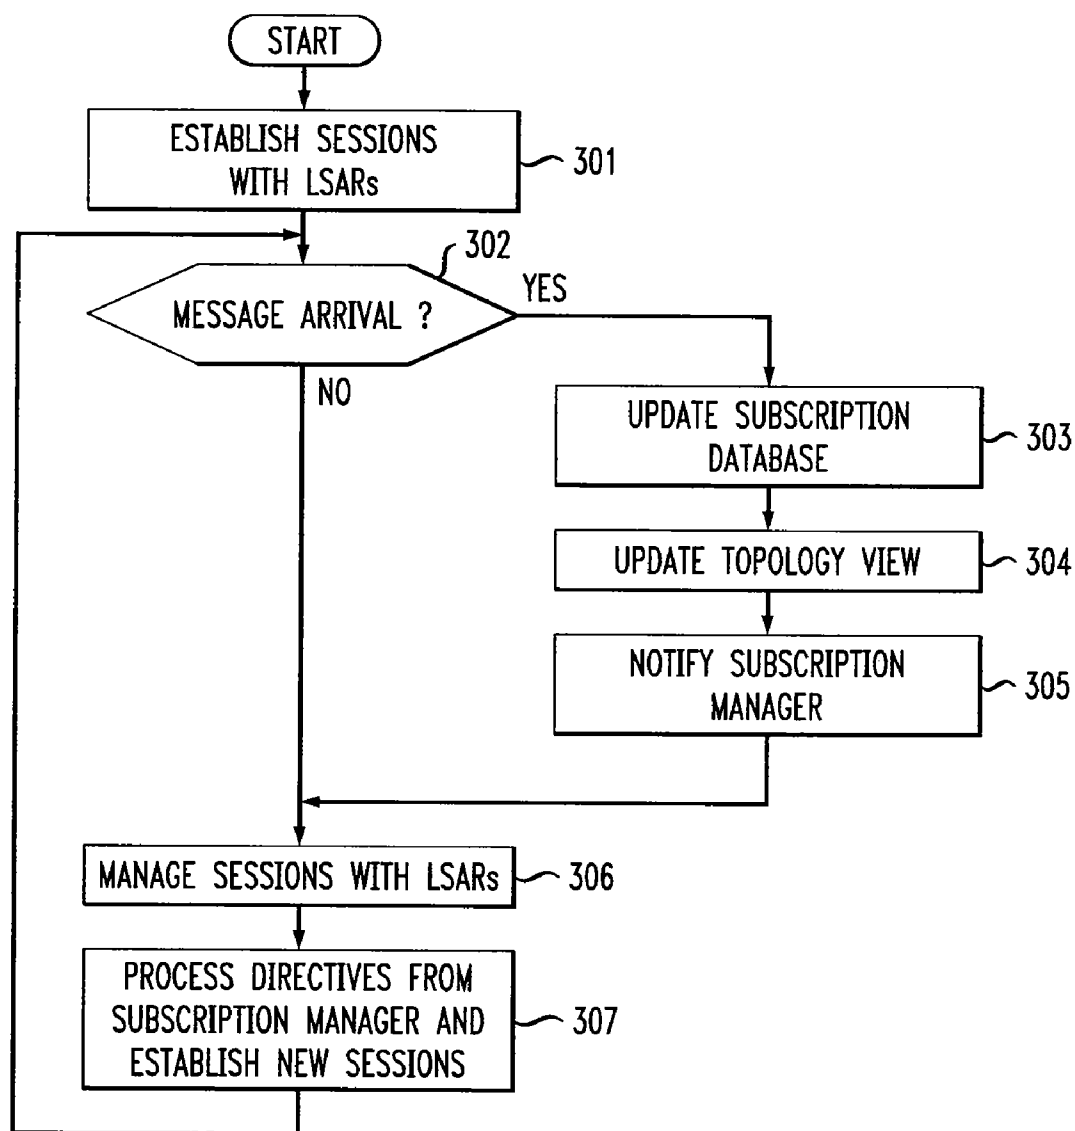 START
ESTABLISH SESSIONS
WITH LSARs
301
302
MESSAGE ARRIVAL ?
YES
NO
UPDATE SUBSCRIPTION
DATABASE
303
UPDATE TOPOLOGY VIEW
304
NOTIFY SUBSCRIPTION
MANAGER
305
MANAGE SESSIONS WITH LSARs
306
PROCESS DIRECTIVES FROM
SUBSCRIPTION MANAGER AND
ESTABLISH NEW SESSIONS
307